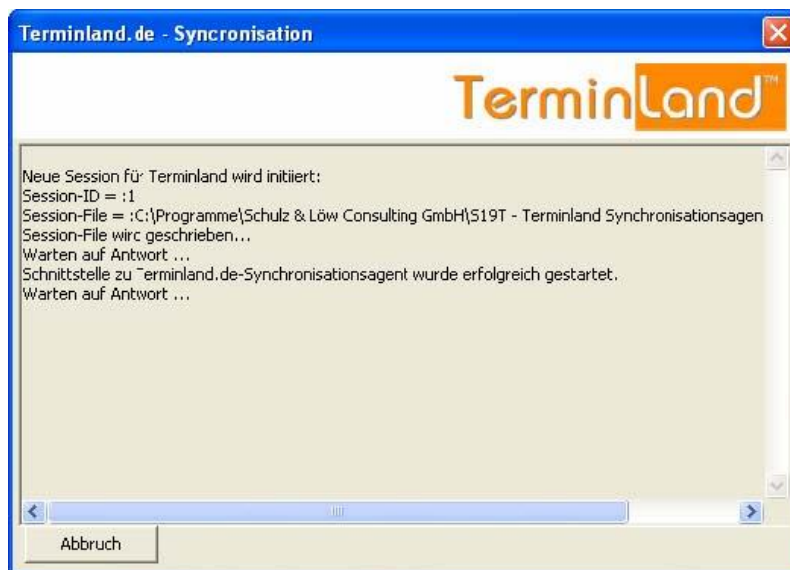 Terminland.de - Syncronisation
TerminLand™
Neue Session für Terminland wird initiiert:
Session-ID = :1
Session-File = :C:\Programme\Schulz & Löw Consulting GmbH\S19T - Terminland Synchronisationsagen
Session-File wird geschrieben...
Warten auf Antwort ...
Schnittstelle zu Terminland.de-Synchronisationsagent wurde erfolgreich gestartet.
Warten auf Antwort ...
Abbruch